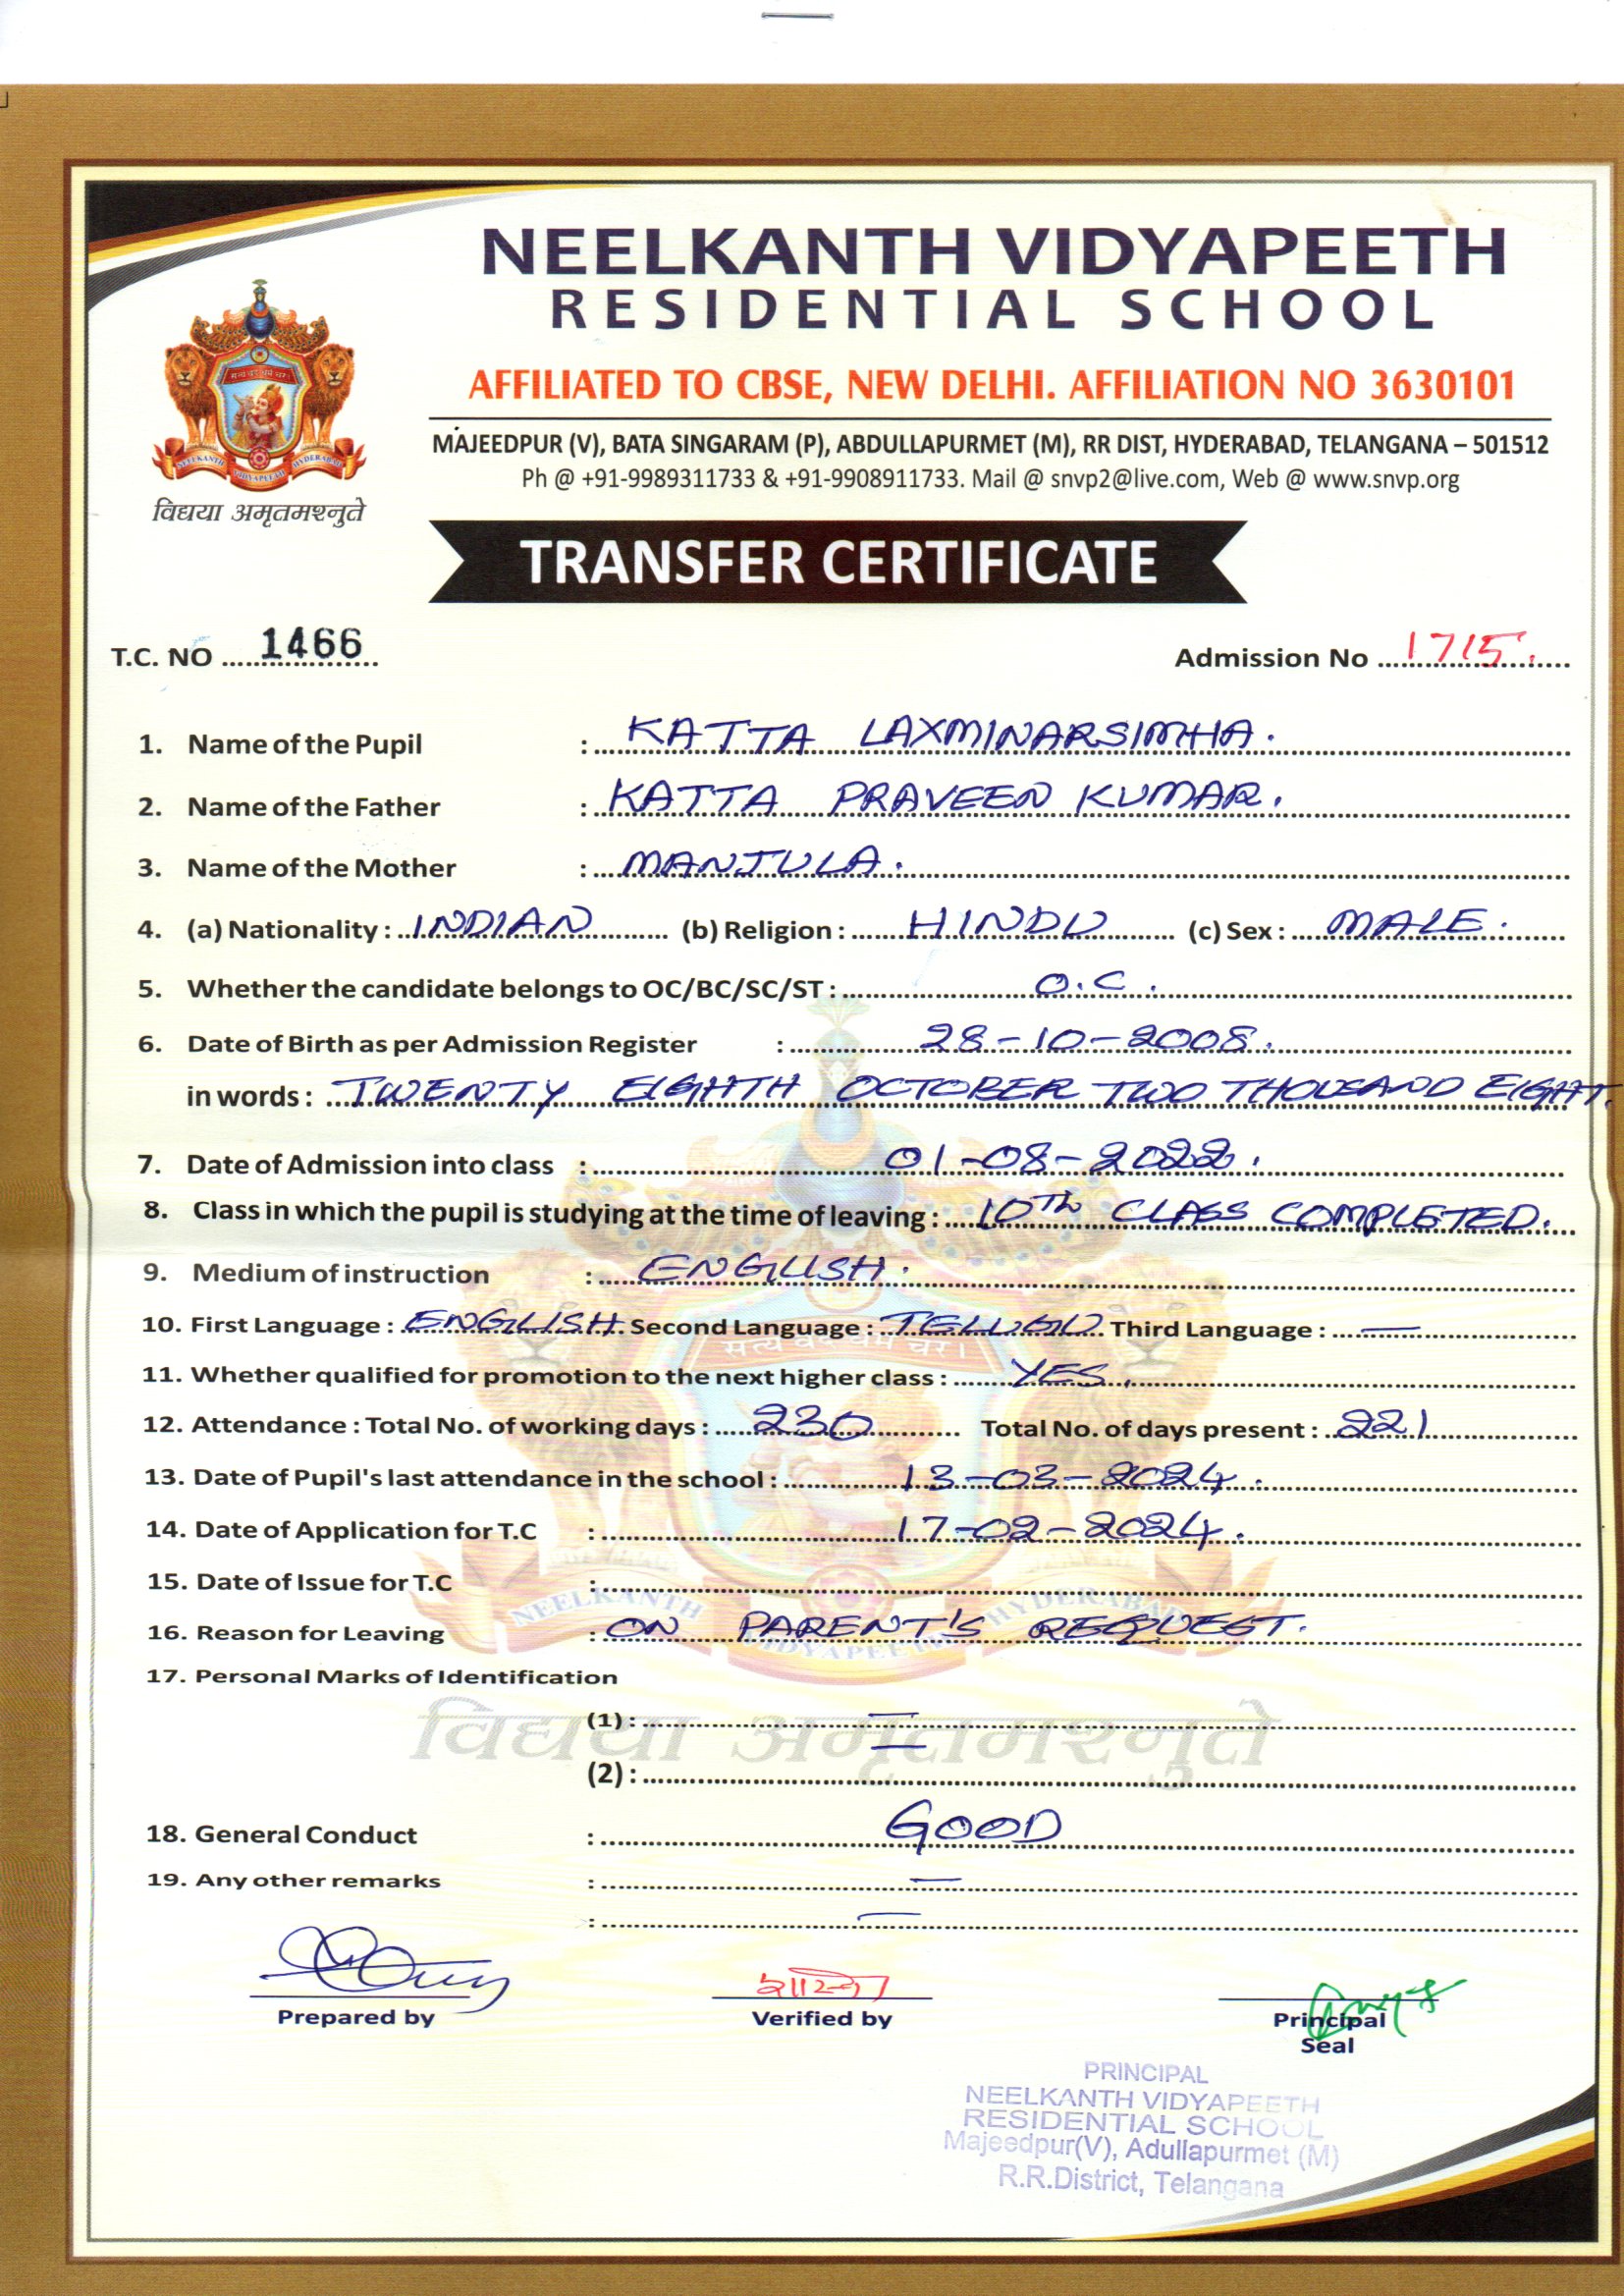 NEELKANTH VIDYAPEETH
RESIDENTIAL SCHOOL
AFFILIATED TO CBSE, NEW DELHI. AFFILIATION NO 3630101
MAJEEDPUR (V), BATA SINGARAM (P), ABDULLAPURMET (M), RR DIST, HYDERABAD, TELANGANA – 501512
Ph @ +91-9989311733 & +91-9908911733. Mail @ snvp2@live.com, Web @ www.snvp.org
NEELKANTH VIDYAPEETH HYDERABAD
विद्यया अमृतमश्नुते
TRANSFER CERTIFICATE
T.C. NO 1466 Admission No 1715.
1. Name of the Pupil : KATTA LAXMINARSIMHA.
2. Name of the Father : KATTA PRAVEEN KUMAR.
3. Name of the Mother : MANJULA.
4. (a) Nationality : INDIAN (b) Religion : HINDU (c) Sex : MALE.
5. Whether the candidate belongs to OC/BC/SC/ST : O.C.
6. Date of Birth as per Admission Register : 28-10-2008.
in words : TWENTY EIGHTH OCTOBER TWO THOUSAND EIGHT.
7. Date of Admission into class : 01-08-2022.
8. Class in which the pupil is studying at the time of leaving : 10TH CLASS COMPLETED.
9. Medium of instruction : ENGLISH.
10. First Language : ENGLISH Second Language : TELUGU Third Language : —
11. Whether qualified for promotion to the next higher class : YES.
12. Attendance : Total No. of working days : 230 Total No. of days present : 221
13. Date of Pupil's last attendance in the school : 13-03-2024.
14. Date of Application for T.C : 17-02-2024.
15. Date of Issue for T.C :
16. Reason for Leaving : ON PARENT'S REQUEST.
17. Personal Marks of Identification
(1) : —
(2) : —
विद्यया अमृतमश्नुते
18. General Conduct : GOOD
19. Any other remarks : —
: —
Prepared by Verified by Principal
Seal
PRINCIPAL
NEELKANTH VIDYAPEETH
RESIDENTIAL SCHOOL
Majeedpur(V), Adullapurmet (M)
R.R.District, Telangana